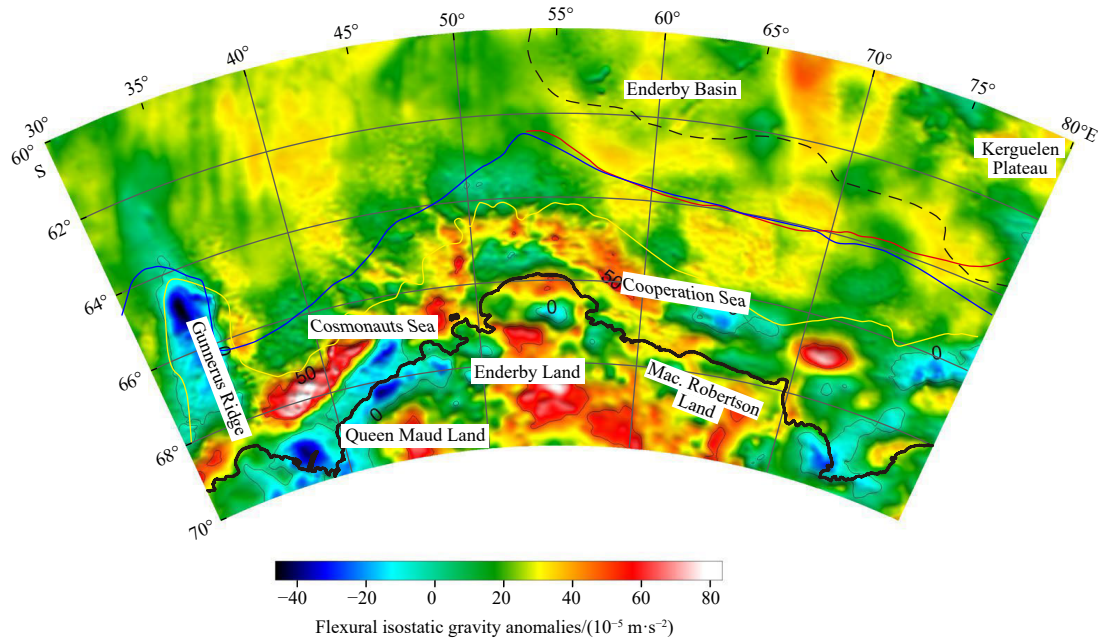 50°
55°
60°
65°
70°
75°
80°E
45°
40°
35°
30°
60°
S
62°
64°
66°
68°
70°
Enderby Basin
Kerguelen
Plateau
50
Cooperation Sea
Cosmonauts Sea
0
0
0
Gunnerus Ridge
50
Enderby Land
Mac. Robertson
Land
0
Queen Maud Land
−40
−20
0
20
40
60
80
Flexural isostatic gravity anomalies/(10⁻⁵ m·s⁻²)